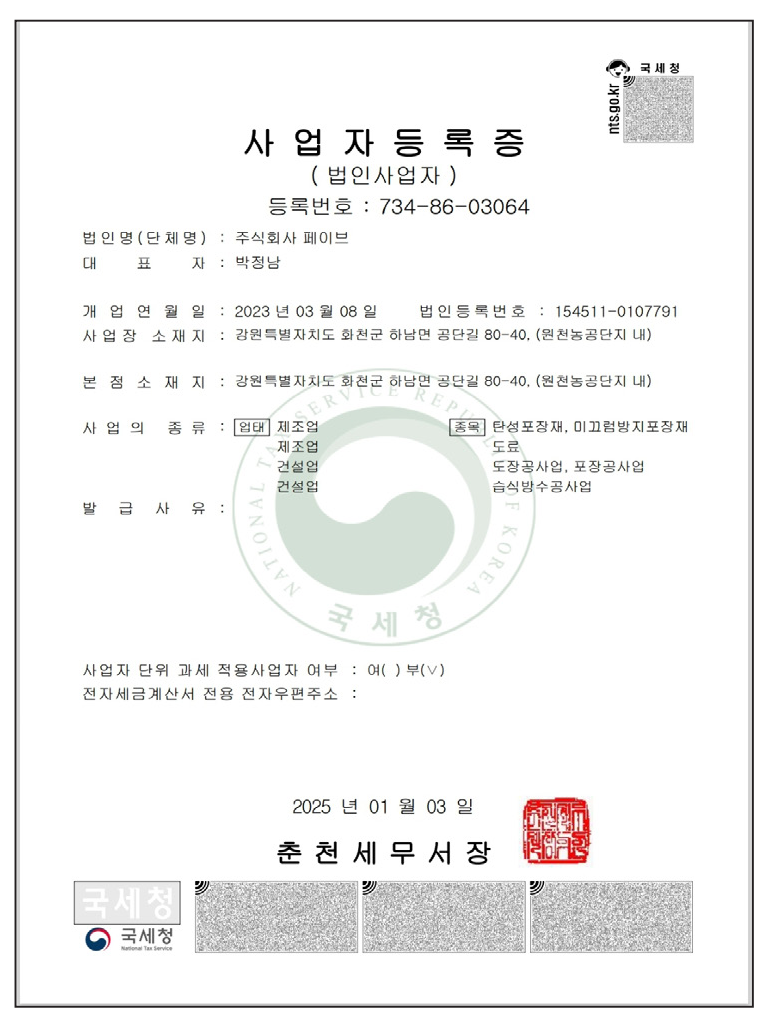 국세청
nts.go.kr
사업자등록증
( 법인사업자 )
등록번호 : 734-86-03064
법인명(단체명) : 주식회사 페이브
대 표 자 : 박정남
개 업 연 월 일 : 2023 년 03 월 08 일 법인등록번호 : 154511-0107791
사업장 소재지 : 강원특별자치도 화천군 하남면 공단길 80-40, (원천농공단지 내)
본 점 소 재 지 : 강원특별자치도 화천군 하남면 공단길 80-40, (원천농공단지 내)
사 업 의 종 류 : 업태 제조업 종목 탄성포장재, 미끄럼방지포장재
제조업 도료
건설업 도장공사업, 포장공사업
건설업 습식방수공사업
발 급 사 유 :
NATIONAL TAX SERVICE REPUBLIC OF KOREA
국세청
사업자 단위 과세 적용사업자 여부 : 여( ) 부(∨)
전자세금계산서 전용 전자우편주소 :
2025 년 01 월 03 일
춘천세무서장
국세청
국세청
National Tax Service